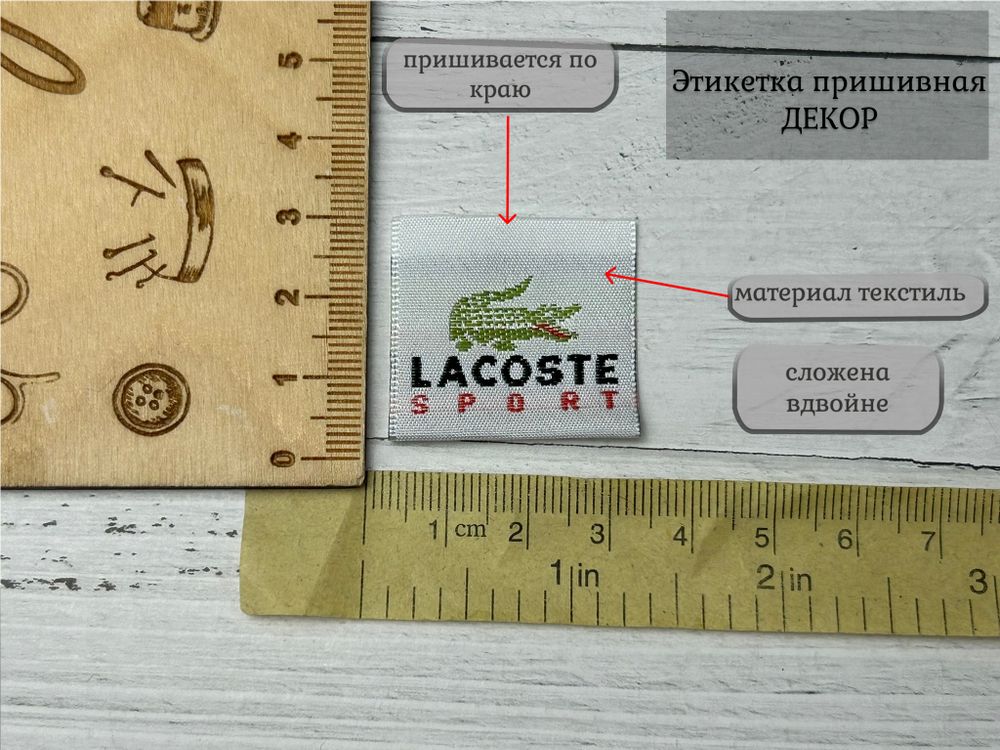 пришивается по
краю
Этикетка пришивная
ДЕКОР
материал текстиль
сложена
вдвойне
LACOSTE
SPORT
5
4
3
2
1
0
1 cm 2 3 4 5 6 7
1 in 2 in 3